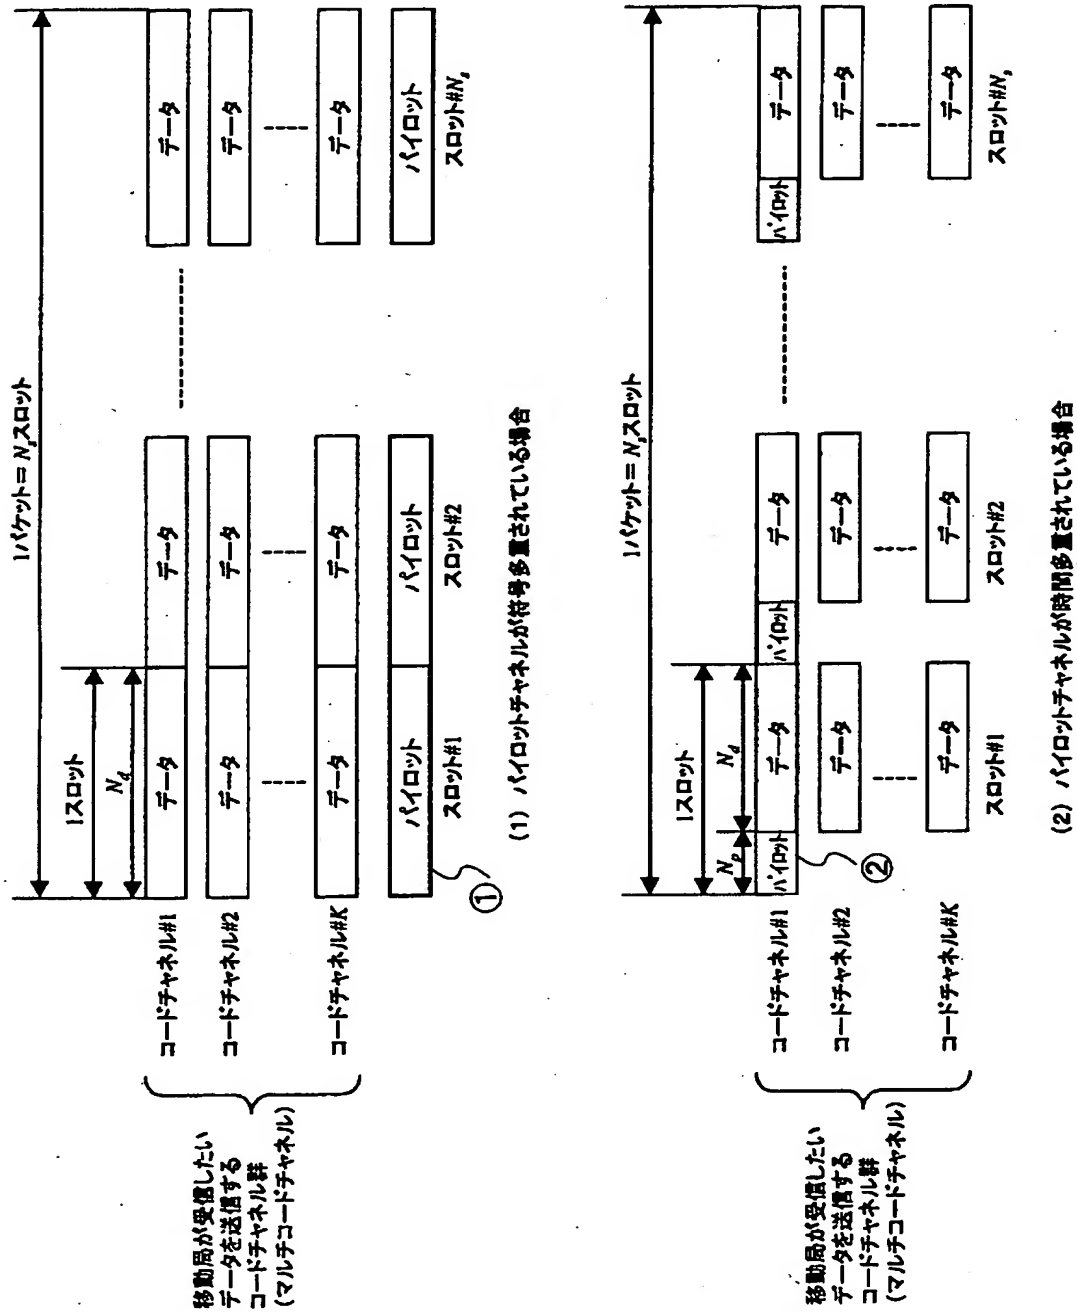 1パケット＝Nsスロット
1スロット
Nd
移動局が受信したい
データを送信する
コードチャネル群
(マルチコードチャネル)
コードチャネル#1
データ
データ
データ
コードチャネル#2
データ
データ
データ
コードチャネル#K
データ
データ
データ
パイロット
パイロット
パイロット
①
スロット#1
スロット#2
スロット#Ns
(1) パイロットチャネルが符号多重されている場合
1パケット＝Nsスロット
1スロット
Np
Nd
移動局が受信したい
データを送信する
コードチャネル群
(マルチコードチャネル)
コードチャネル#1
パイロット
データ
パイロット
データ
パイロット
データ
②
コードチャネル#2
データ
データ
データ
コードチャネル#K
データ
データ
データ
スロット#1
スロット#2
スロット#Ns
(2) パイロットチャネルが時間多重されている場合